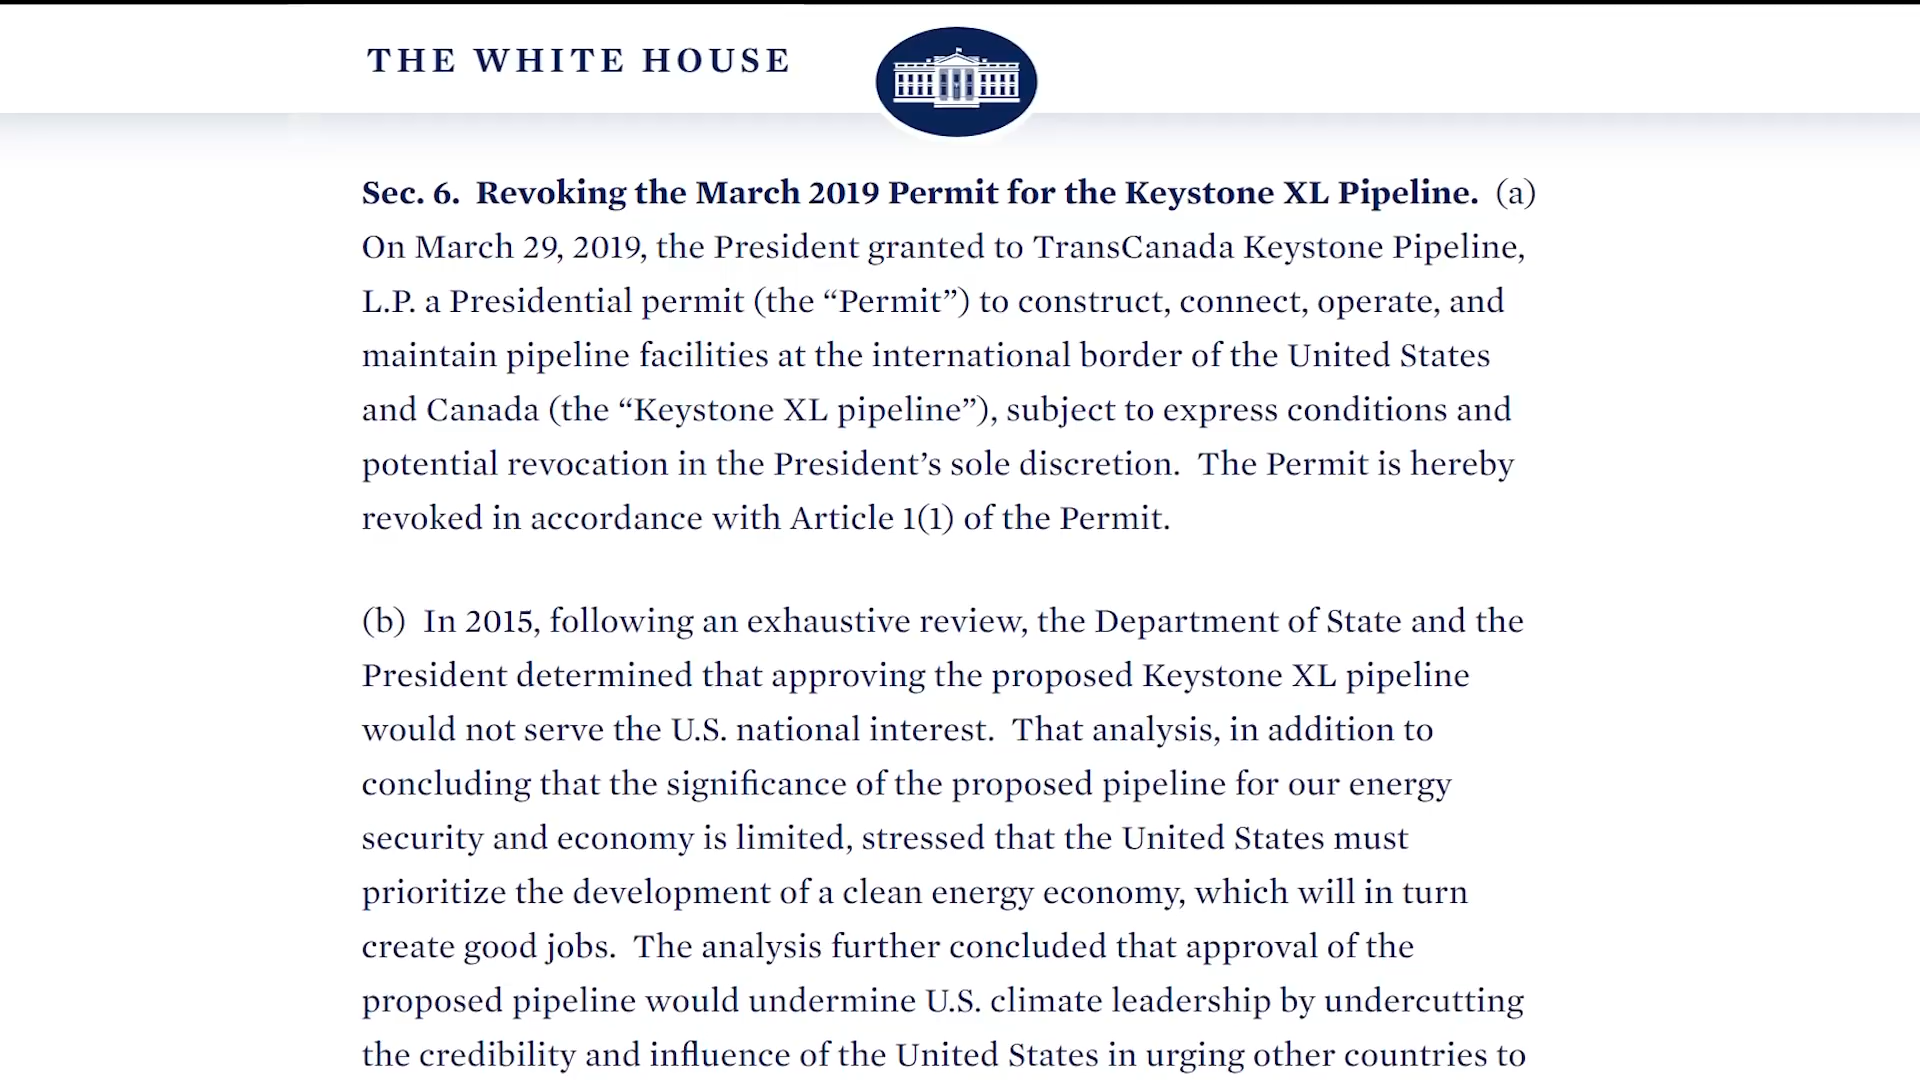 THE WHITE HOUSE
Sec. 6.  Revoking the March 2019 Permit for the Keystone XL Pipeline.  (a)
On March 29, 2019, the President granted to TransCanada Keystone Pipeline,
L.P. a Presidential permit (the “Permit”) to construct, connect, operate, and
maintain pipeline facilities at the international border of the United States
and Canada (the “Keystone XL pipeline”), subject to express conditions and
potential revocation in the President’s sole discretion.  The Permit is hereby
revoked in accordance with Article 1(1) of the Permit.
(b)  In 2015, following an exhaustive review, the Department of State and the
President determined that approving the proposed Keystone XL pipeline
would not serve the U.S. national interest.  That analysis, in addition to
concluding that the significance of the proposed pipeline for our energy
security and economy is limited, stressed that the United States must
prioritize the development of a clean energy economy, which will in turn
create good jobs.  The analysis further concluded that approval of the
proposed pipeline would undermine U.S. climate leadership by undercutting
the credibility and influence of the United States in urging other countries to